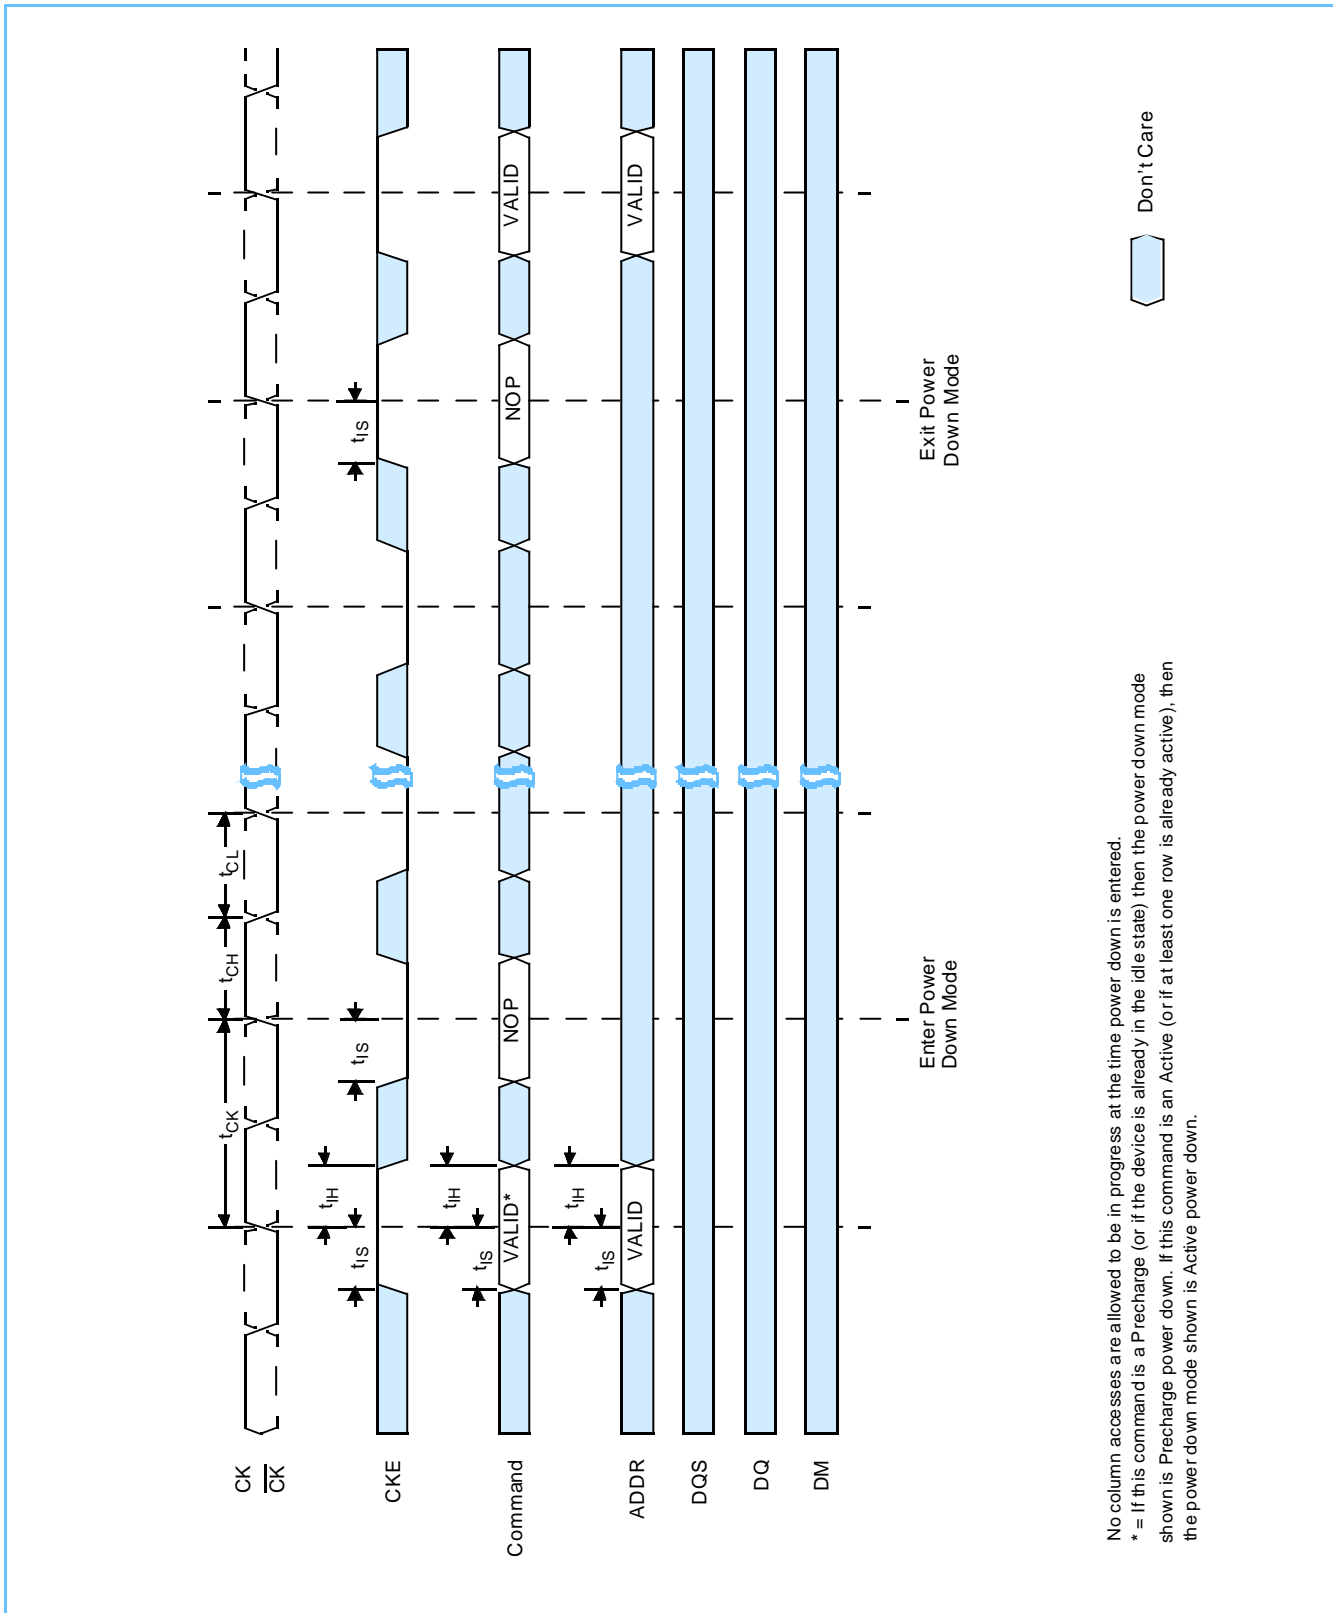 CK
CK
tCK
tCH
tCL
CKE
tIS
tIH
tIS
tIS
Command
tIS
tIH
VALID*
NOP
NOP
VALID
ADDR
tIS
tIH
VALID
VALID
DQS
DQ
DM
Enter Power
Down Mode
Exit Power
Down Mode
No column accesses are allowed to be in progress at the time power down is entered.
* = If this command is a Precharge (or if the device is already in the idle state) then the power down mode
shown is Precharge power down. If this command is an Active (or if at least one row is already active), then
the power down mode shown is Active power down.
Don't Care